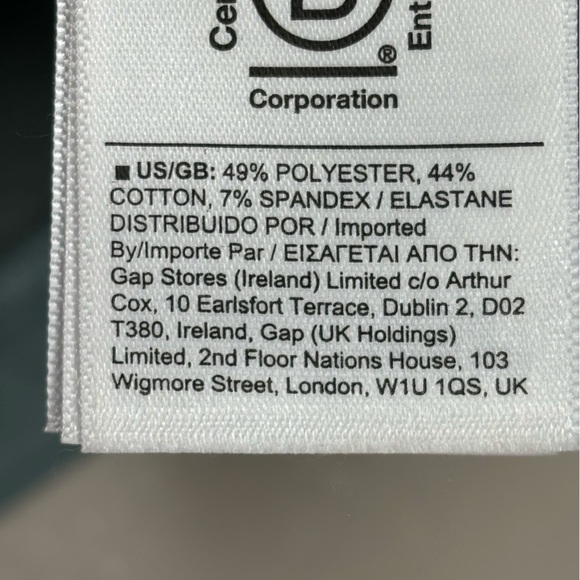 Cer
B
Ent
®
Corporation
■ US/GB: 49% POLYESTER, 44%
COTTON, 7% SPANDEX / ELASTANE
DISTRIBUIDO POR / Imported
By/Importe Par / ΕΙΣΑΓΕΤΑΙ ΑΠΟ ΤΗΝ:
Gap Stores (Ireland) Limited c/o Arthur
Cox, 10 Earlsfort Terrace, Dublin 2, D02
T380, Ireland, Gap (UK Holdings)
Limited, 2nd Floor Nations House, 103
Wigmore Street, London, W1U 1QS, UK